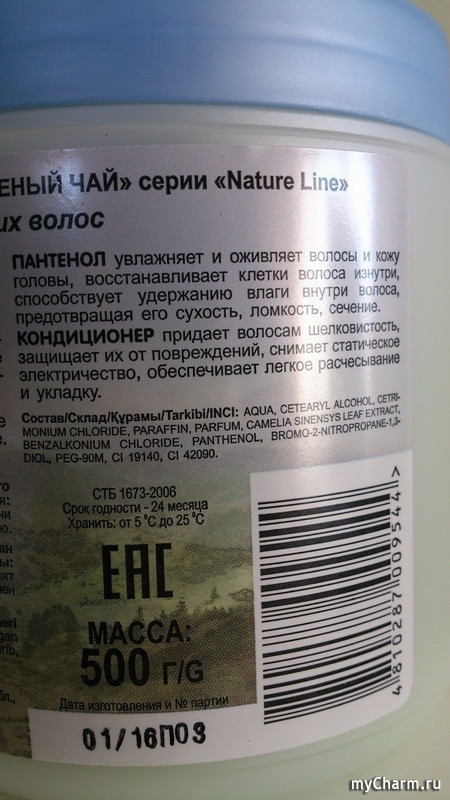 ЕНЫЙ ЧАЙ» серии «Nature Line»
их волос
ПАНТЕНОЛ увлажняет и оживляет волосы и кожу
головы, восстанавливает клетки волоса изнутри,
способствует удержанию влаги внутри волоса,
предотвращая его сухость, ломкость, сечение.
КОНДИЦИОНЕР придает волосам шелковистость,
защищает их от повреждений, снимает статическое
электричество, обеспечивает легкое расчесывание
и укладку.
Состав/Склад/Құрамы/Tarkibi/INCI: AQUA, CETEARYL ALCOHOL, CETRI-
MONIUM CHLORIDE, PARAFFIN, PARFUM, CAMELIA SINENSYS LEAF EXTRACT,
BENZALKONIUM CHLORIDE, PANTHENOL, BROMO-2-NITROPROPANE-1,3-
DIOL, PEG-90M, CI 19140, CI 42090.
СТБ 1673-2006
Срок годности - 24 месяца
Хранить: от 5 °C до 25 °C
ЕАС
МАССА:
500 Г/G
Дата изготовления и № партии
01/16П03
4 810287 009544 >
myCharm.ru